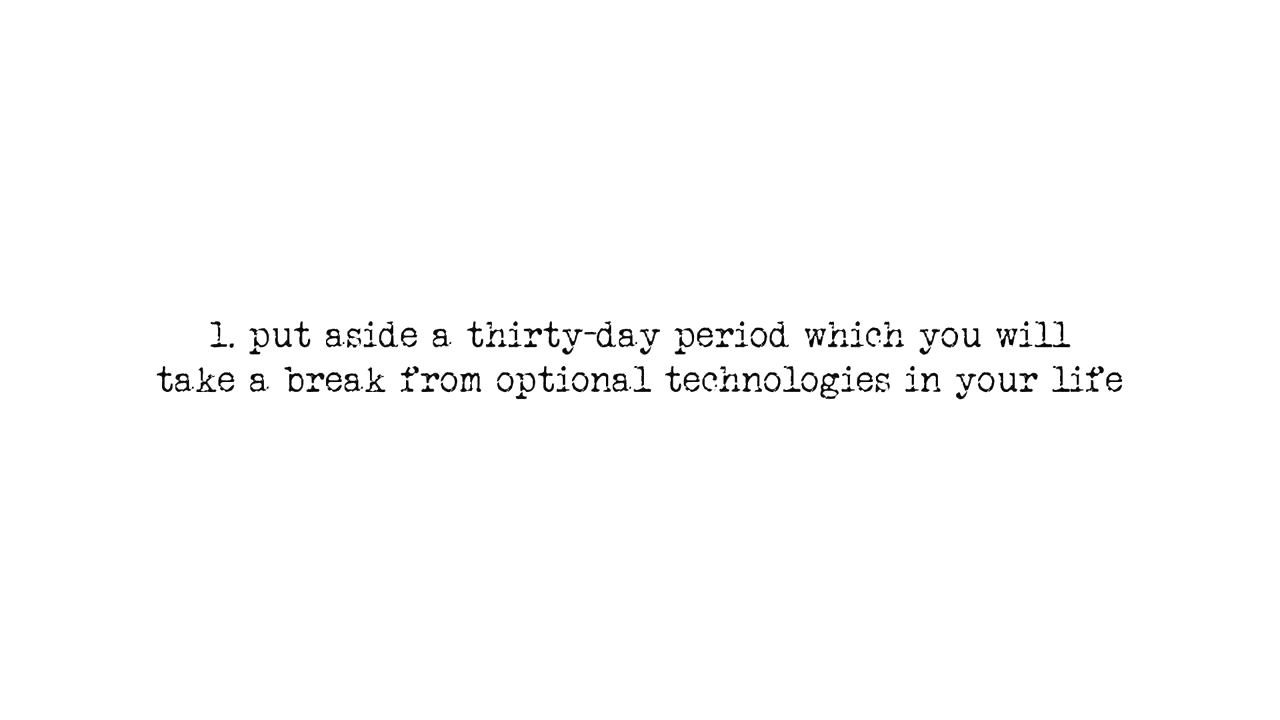 1. put aside a thirty-day period which you will
take a break from optional technologies in your life